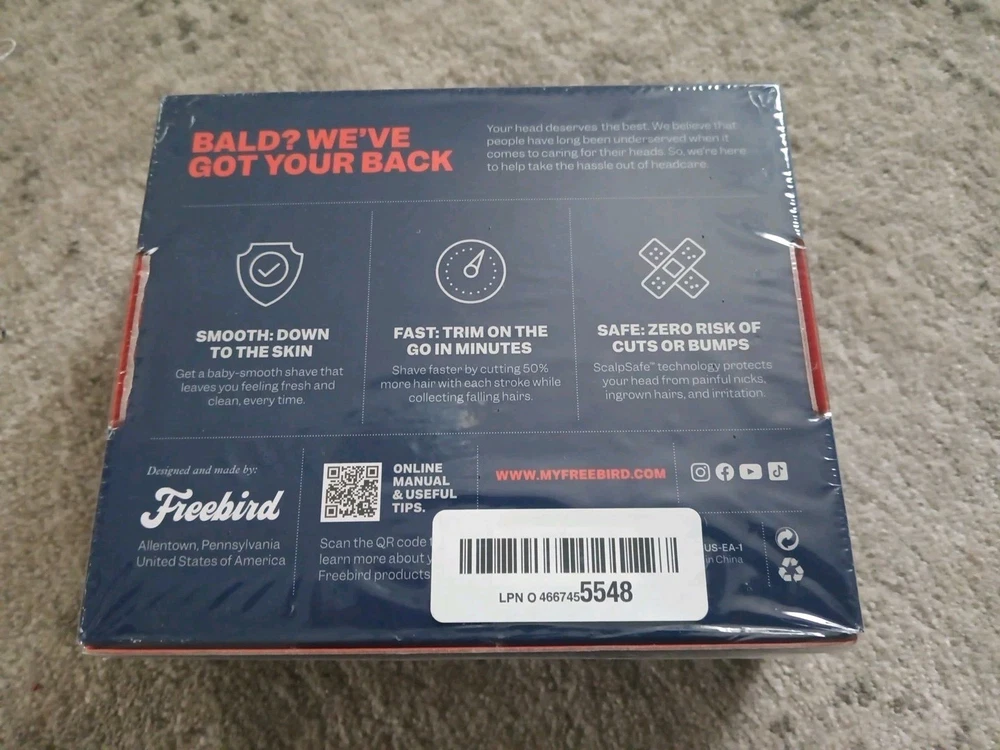 BALD? WE'VE
GOT YOUR BACK
Your head deserves the best. We believe that
people have long been underserved when it
comes to caring for their heads. So, we're here
to help take the hassle out of headcare.
SMOOTH: DOWN
TO THE SKIN
Get a baby-smooth shave that
leaves you feeling fresh and
clean, every time.
FAST: TRIM ON THE
GO IN MINUTES
Shave faster by cutting 50%
more hair with each stroke while
collecting falling hairs.
SAFE: ZERO RISK OF
CUTS OR BUMPS
ScalpSafe™ technology protects
your head from painful nicks,
ingrown hairs, and irritation.
Designed and made by:
Freebird
Allentown, Pennsylvania
United States of America
ONLINE
MANUAL
& USEFUL
TIPS.
Scan the QR code
learn more about
Freebird products
WWW.MYFREEBIRD.COM
US-EA-1
in China
LPN O 4667455548